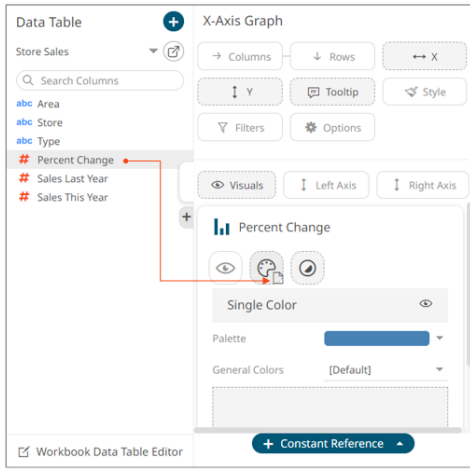 Data Table
Store Sales
Search Columns
abc Area
abc Store
abc Type
# Percent Change
# Sales Last Year
# Sales This Year
Workbook Data Table Editor
X-Axis Graph
Columns
Rows
X
Y
Tooltip
Style
Filters
Options
Visuals
Left Axis
Right Axis
Percent Change
Single Color
Palette
General Colors [Default]
+ Constant Reference